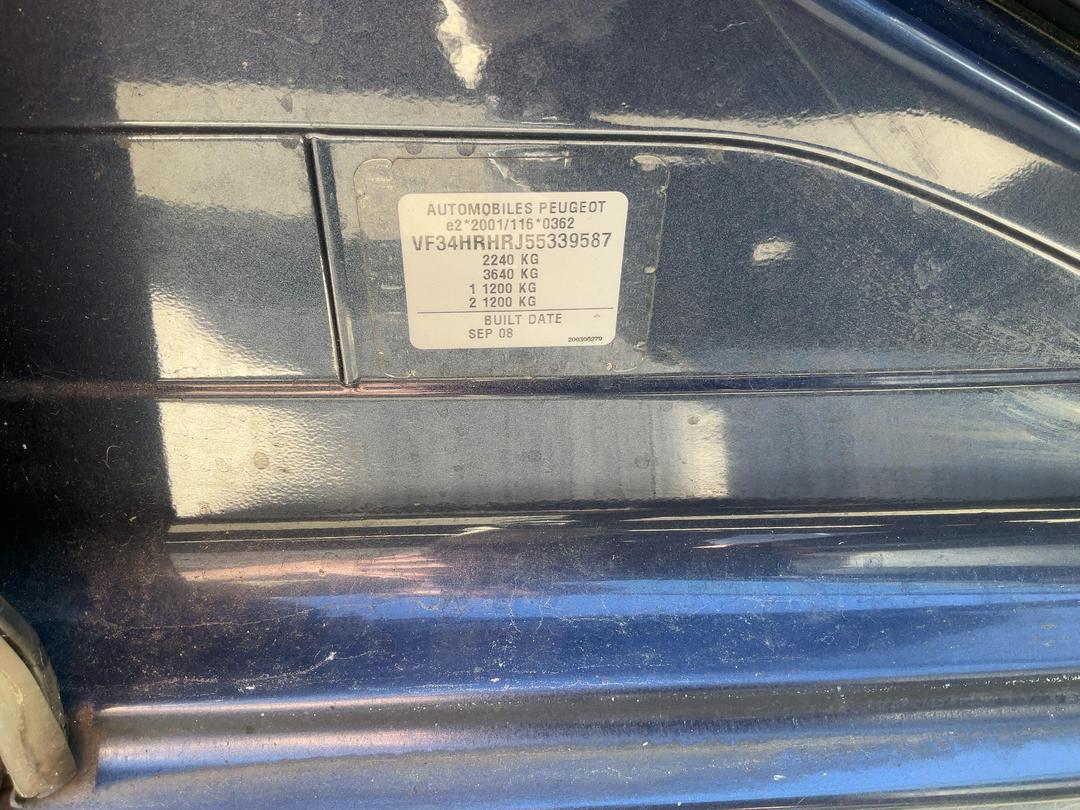 AUTOMOBILES PEUGEOT
e2*2001/116*0362
VF34HRHRJ55339587
2240 KG
3640 KG
1 1200 KG
2 1200 KG
BUILT DATE
SEP 08
200306279